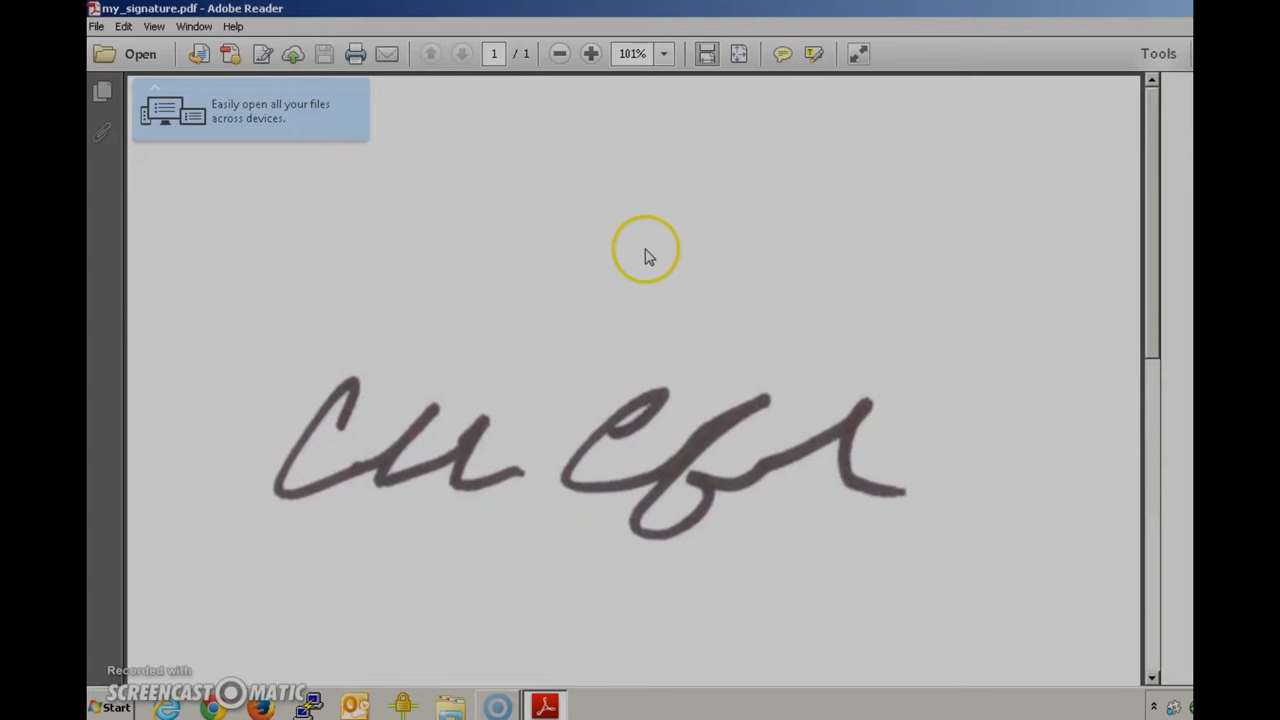 my_signature.pdf - Adobe Reader
File Edit View Window Help
Open 1 / 1 101% Tools
Easily open all your files
across devices.
Recorded with
SCREENCAST MATIC
Start